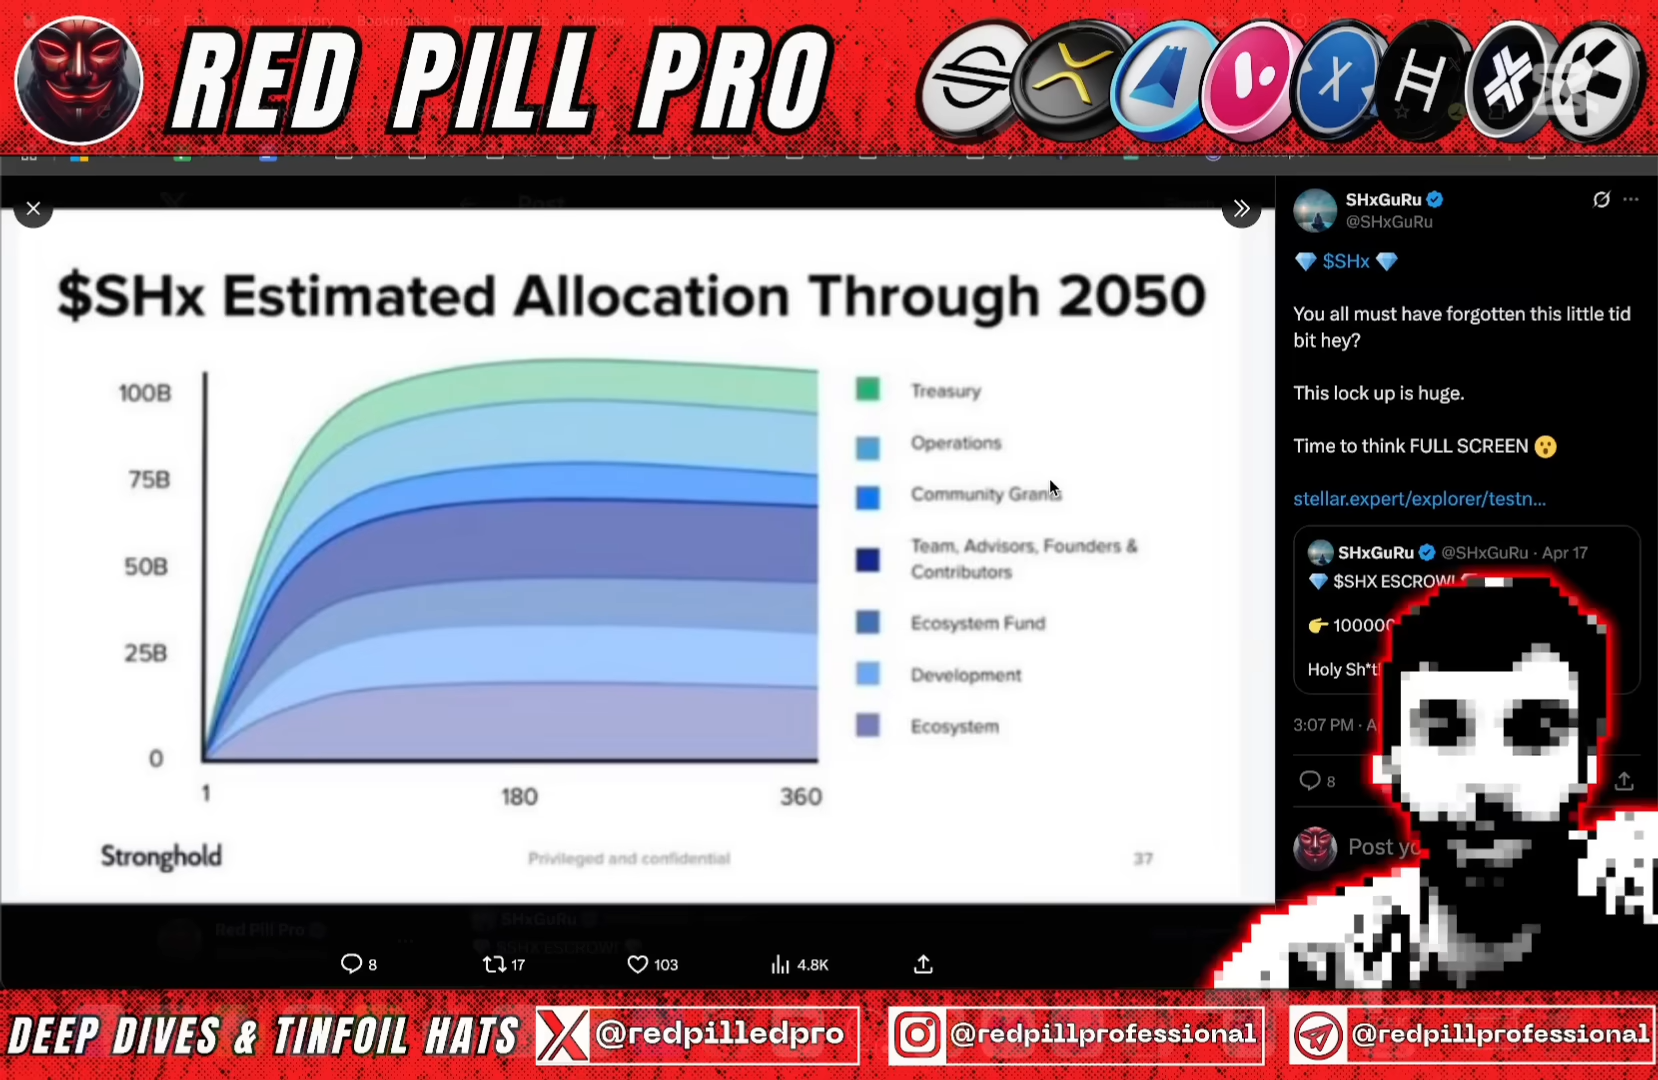 RED PILL PRO
$SHx Estimated Allocation Through 2050
100B
75B
50B
25B
0
1
180
360
Treasury
Operations
Community Grants
Team, Advisors, Founders &
Contributors
Ecosystem Fund
Development
Ecosystem
Stronghold
Privileged and confidential
37
8
17
103
4.8K
SHxGuRu
@SHxGuRu
$SHx
You all must have forgotten this little tid
bit hey?
This lock up is huge.
Time to think FULL SCREEN
stellar.expert/explorer/testn...
SHxGuRu @SHxGuRu · Apr 17
$SHX ESCROW!
Holy Sh*t!
3:07 PM ·
8
Post
DEEP DIVES & TINFOIL HATS
@redpilledpro
@redpillprofessional
@redpillprofessional